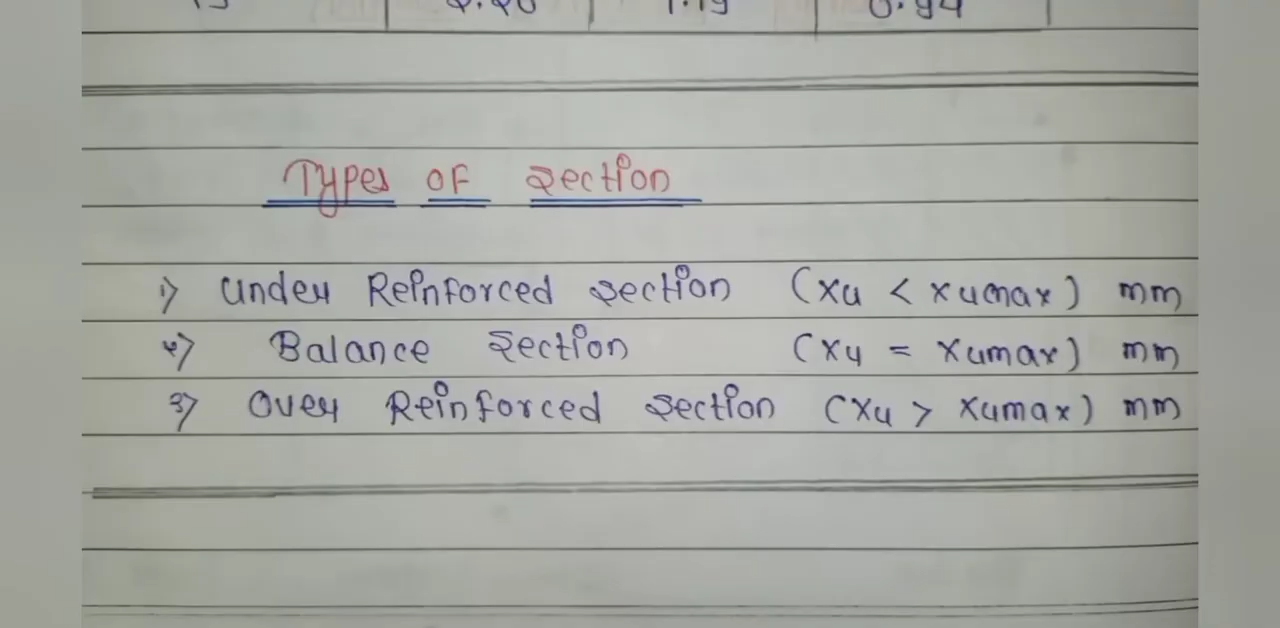 Types OF Section
1) Under Reinforced section (xu < xumax) mm
2) Balance Section (xu = xumax) mm
3) Over Reinforced section (xu > xumax) mm